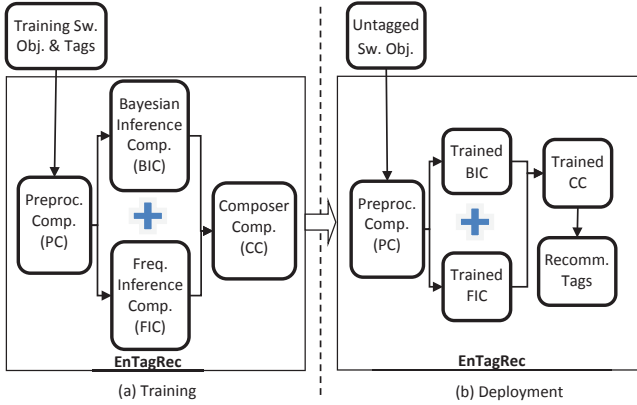 Training Sw.
Obj. & Tags
Bayesian
Inference
Comp.
(BIC)
Preproc.
Comp.
(PC)
Composer
Comp.
(CC)
Freq.
Inference
Comp.
(FIC)
EnTagRec
(a) Training
Untagged
Sw. Obj.
Trained
BIC
Trained
CC
Preproc.
Comp.
(PC)
Trained
FIC
Recomm.
Tags
EnTagRec
(b) Deployment